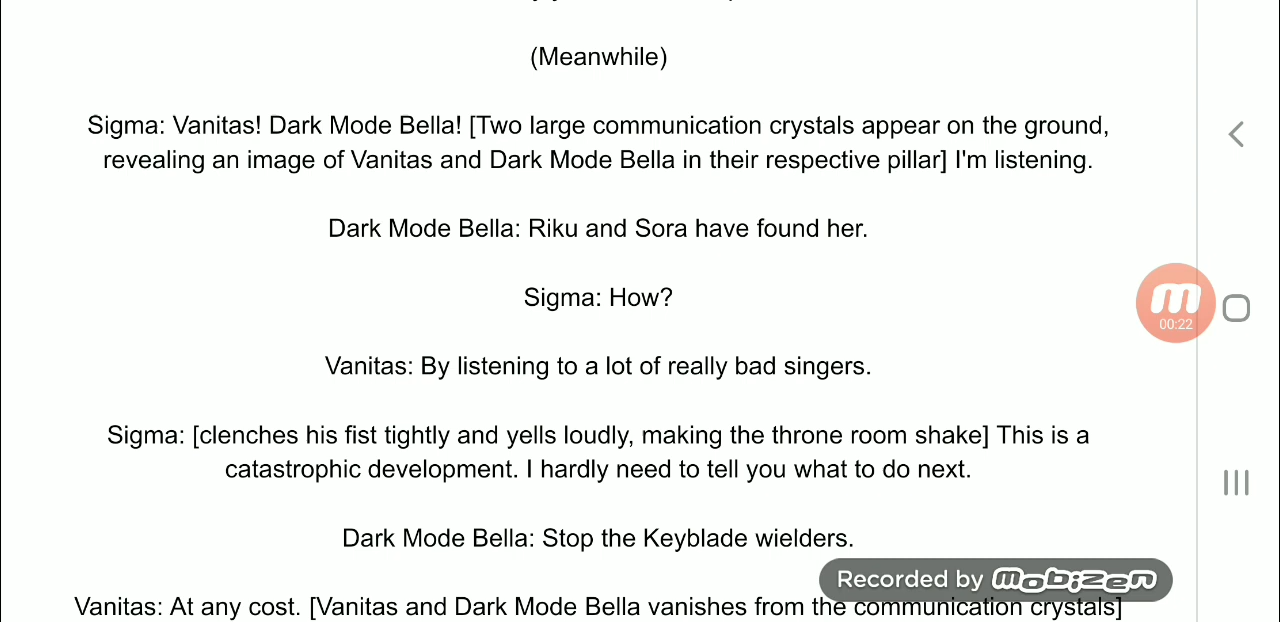 (Meanwhile)
Sigma: Vanitas! Dark Mode Bella! [Two large communication crystals appear on the ground,
revealing an image of Vanitas and Dark Mode Bella in their respective pillar] I'm listening.
Dark Mode Bella: Riku and Sora have found her.
Sigma: How?
00:22
Vanitas: By listening to a lot of really bad singers.
Sigma: [clenches his fist tightly and yells loudly, making the throne room shake] This is a
catastrophic development. I hardly need to tell you what to do next.
Dark Mode Bella: Stop the Keyblade wielders.
Recorded by mobizen
Vanitas: At any cost. [Vanitas and Dark Mode Bella vanishes from the communication crystals]